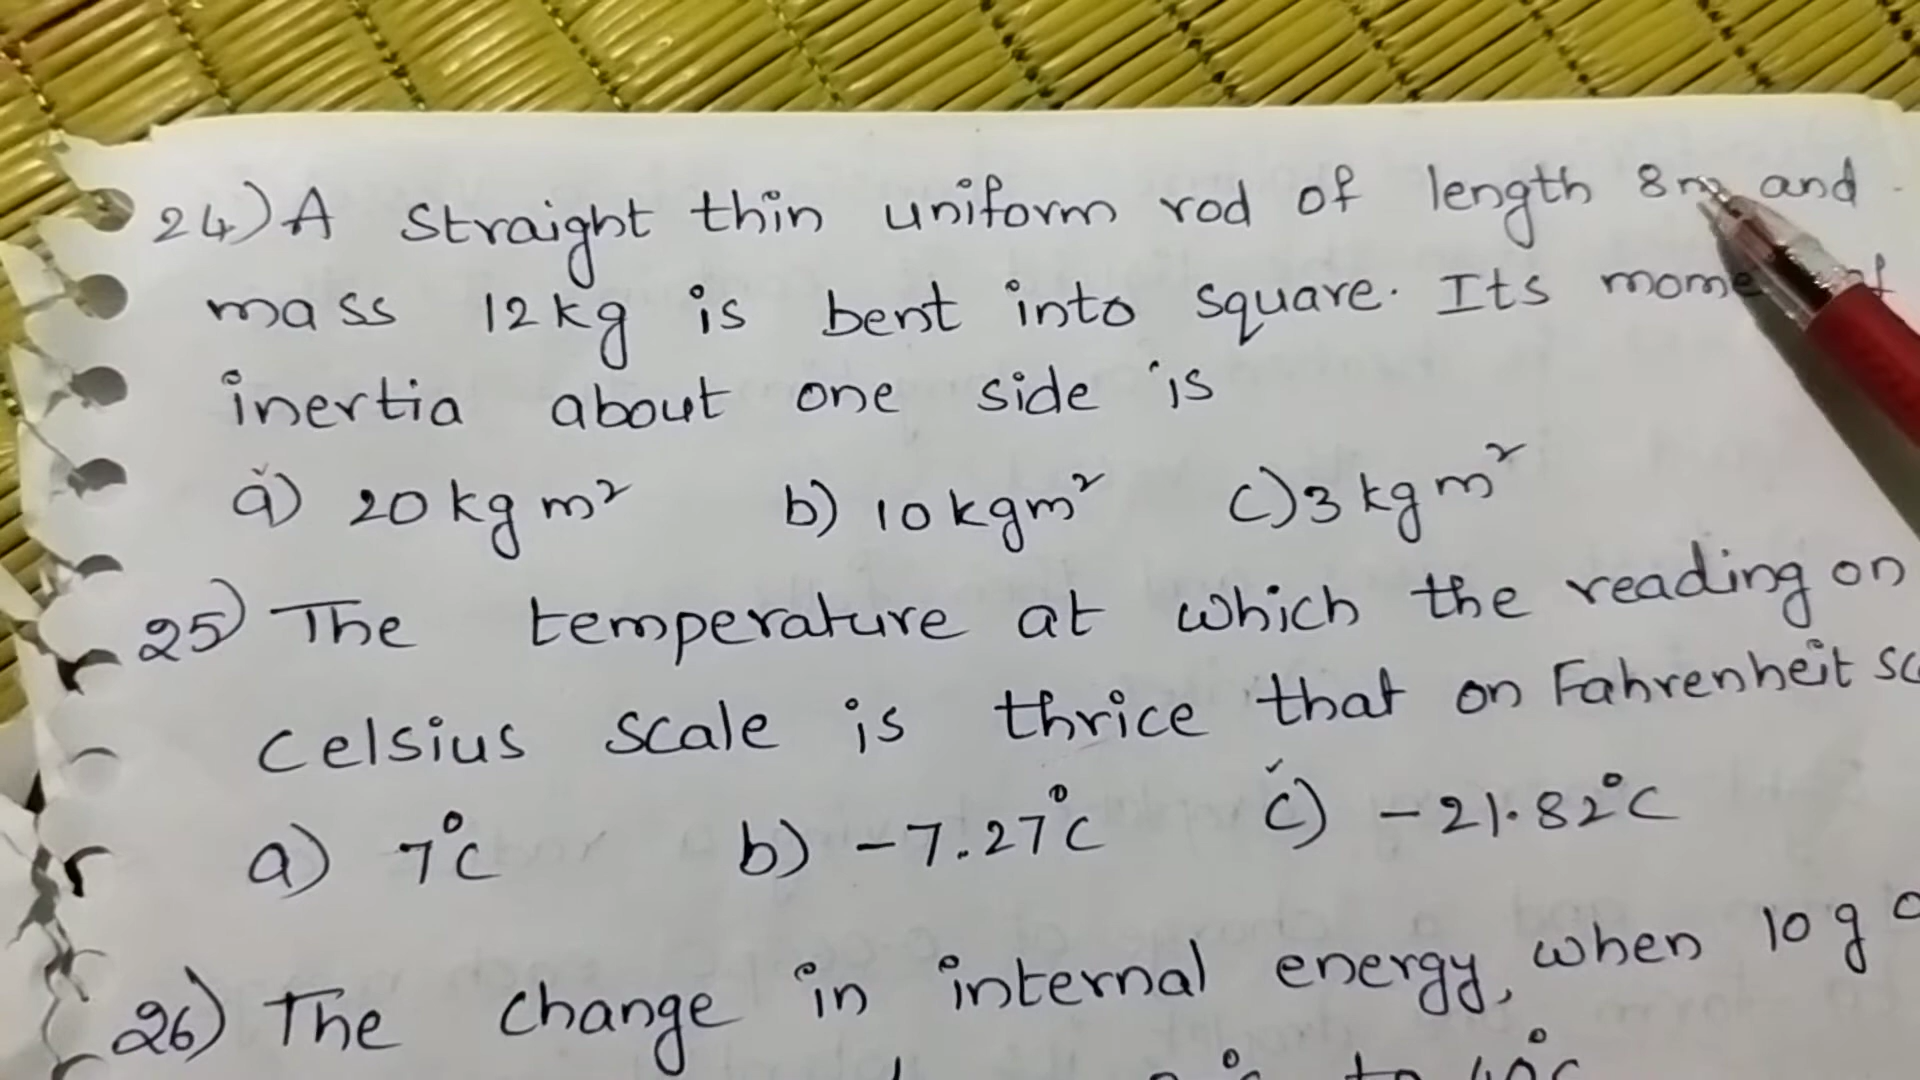 24) A straight thin uniform rod of length 8m and
mass 12kg is bent into square. Its
inertia about one side is
a) 20 kg m² b) 10 kgm² c) 3 kg m²
25) The temperature at which the reading on
celsius scale is thrice that on Fahrenheit
a) 7°C b) -7.27°C c) -21.82°C
26) The change in internal energy, when 10 g